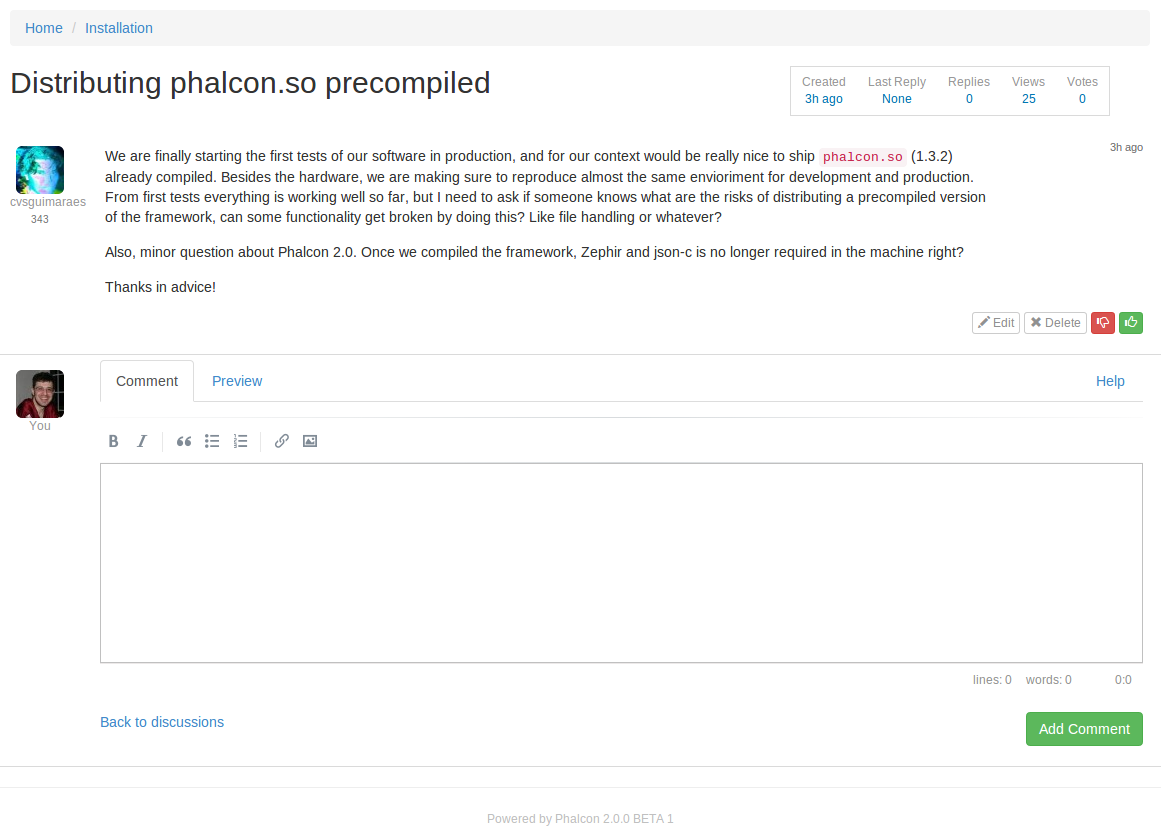 Home / Installation
Distributing phalcon.so precompiled
Created Last Reply Replies Views Votes
3h ago None 0 25 0
cvsguimaraes
343
We are finally starting the first tests of our software in production, and for our context would be really nice to ship phalcon.so (1.3.2)
already compiled. Besides the hardware, we are making sure to reproduce almost the same envioriment for development and production.
From first tests everything is working well so far, but I need to ask if someone knows what are the risks of distributing a precompiled version
of the framework, can some functionality get broken by doing this? Like file handling or whatever?
3h ago
Also, minor question about Phalcon 2.0. Once we compiled the framework, Zephir and json-c is no longer required in the machine right?
Thanks in advice!
Edit Delete
You
Comment Preview Help
B I
lines: 0 words: 0 0:0
Back to discussions
Add Comment
Powered by Phalcon 2.0.0 BETA 1